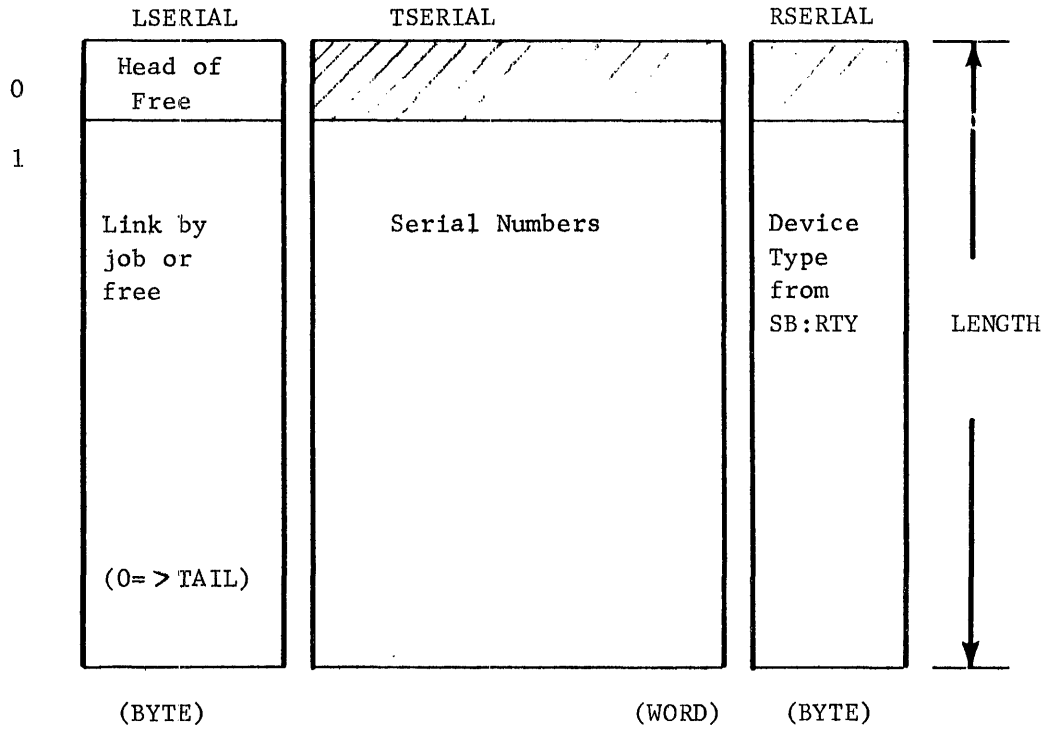 LSERIAL TSERIAL RSERIAL
0 Head of
Free
1
Link by
job or
free
Serial Numbers
Device
Type
from
SB:RTY
LENGTH
(0=> TAIL)
(BYTE) (WORD) (BYTE)